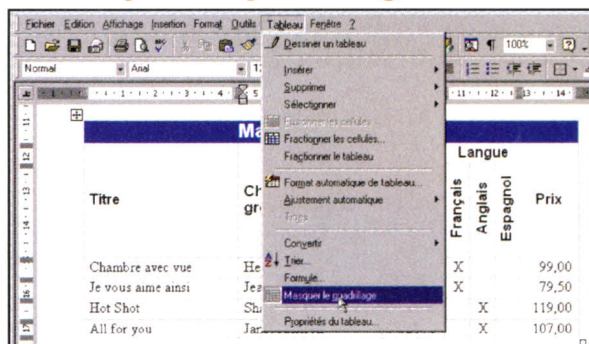 Fichier Edition Affichage Insertion Format Outils Tableau Fenêtre ?
100%
Normal Arial
Dessiner un tableau
Insérer
Supprimer
Sélectionner
Fusionner les cellules...
Fractionner les cellules...
Fractionner le tableau
Format automatique de tableau...
Ajustement automatique
Convertir
Trier...
Formule...
Masquer le quadrillage
Propriétés du tableau...
Langue
Titre Français Anglais Espagnol Prix
Chambre avec vue X 99,00
Je vous aime ainsi X 79,50
Hot Shot X 119,00
All for you X 107,00